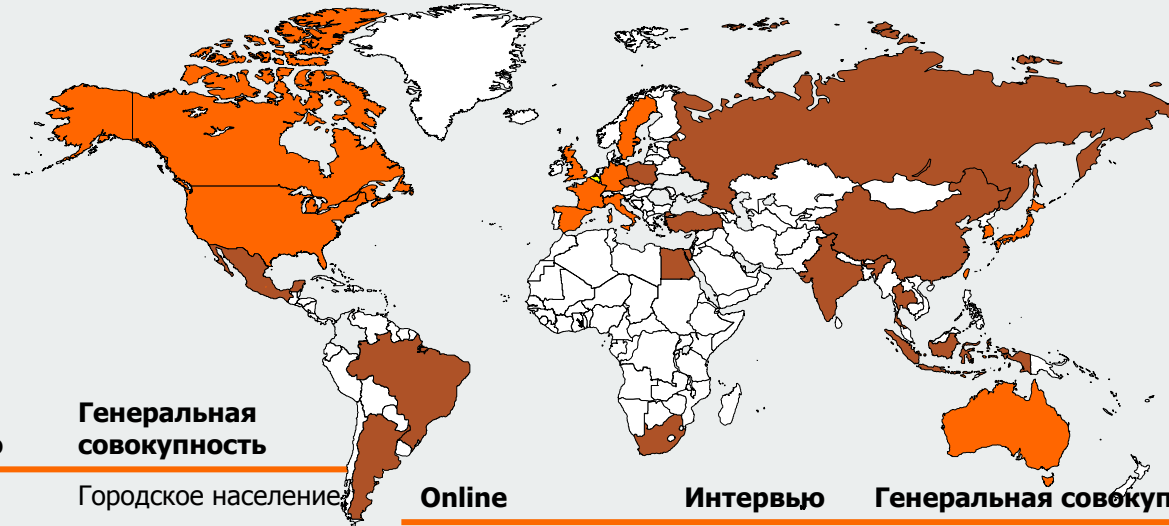 Генеральная
совокупность
Городское население
Online Интервью Генеральная совокуп